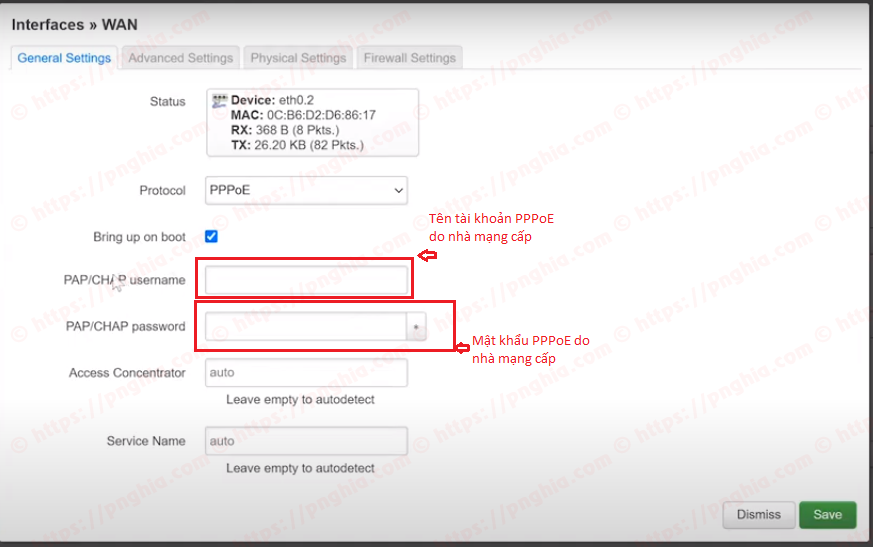 Interfaces » WAN
General Settings
Advanced Settings
Physical Settings
Firewall Settings
Status
Device: eth0.2
MAC: 0C:B6:D2:D6:86:17
RX: 368 B (8 Pkts.)
TX: 26.20 KB (82 Pkts.)
Protocol
PPPoE
Bring up on boot
Tên tài khoản PPPoE
do nhà mạng cấp
PAP/CHAP username
PAP/CHAP password
*
Mật khẩu PPPoE do
nhà mạng cấp
Access Concentrator
auto
Leave empty to autodetect
Service Name
auto
Leave empty to autodetect
Dismiss
Save
© https://pnghia.com